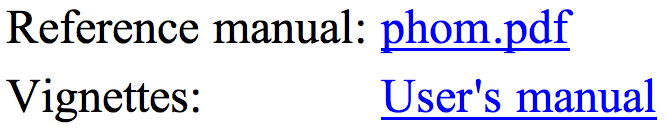 Reference manual: phom.pdf
Vignettes: User's manual